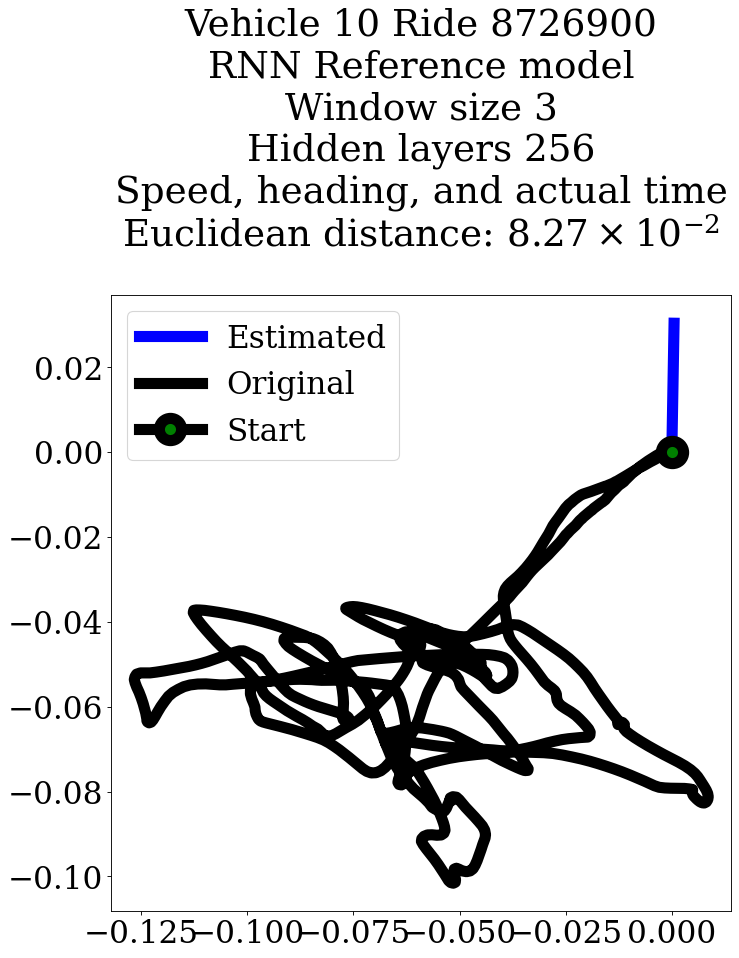 Vehicle 10 Ride 8726900
RNN Reference model
Window size 3
Hidden layers 256
Speed, heading, and actual time
Euclidean distance: 8.27 × 10⁻²
Estimated
Original
Start
0.02
0.00
−0.02
−0.04
−0.06
−0.08
−0.10
−0.125 −0.100 −0.075 −0.050 −0.025 0.000